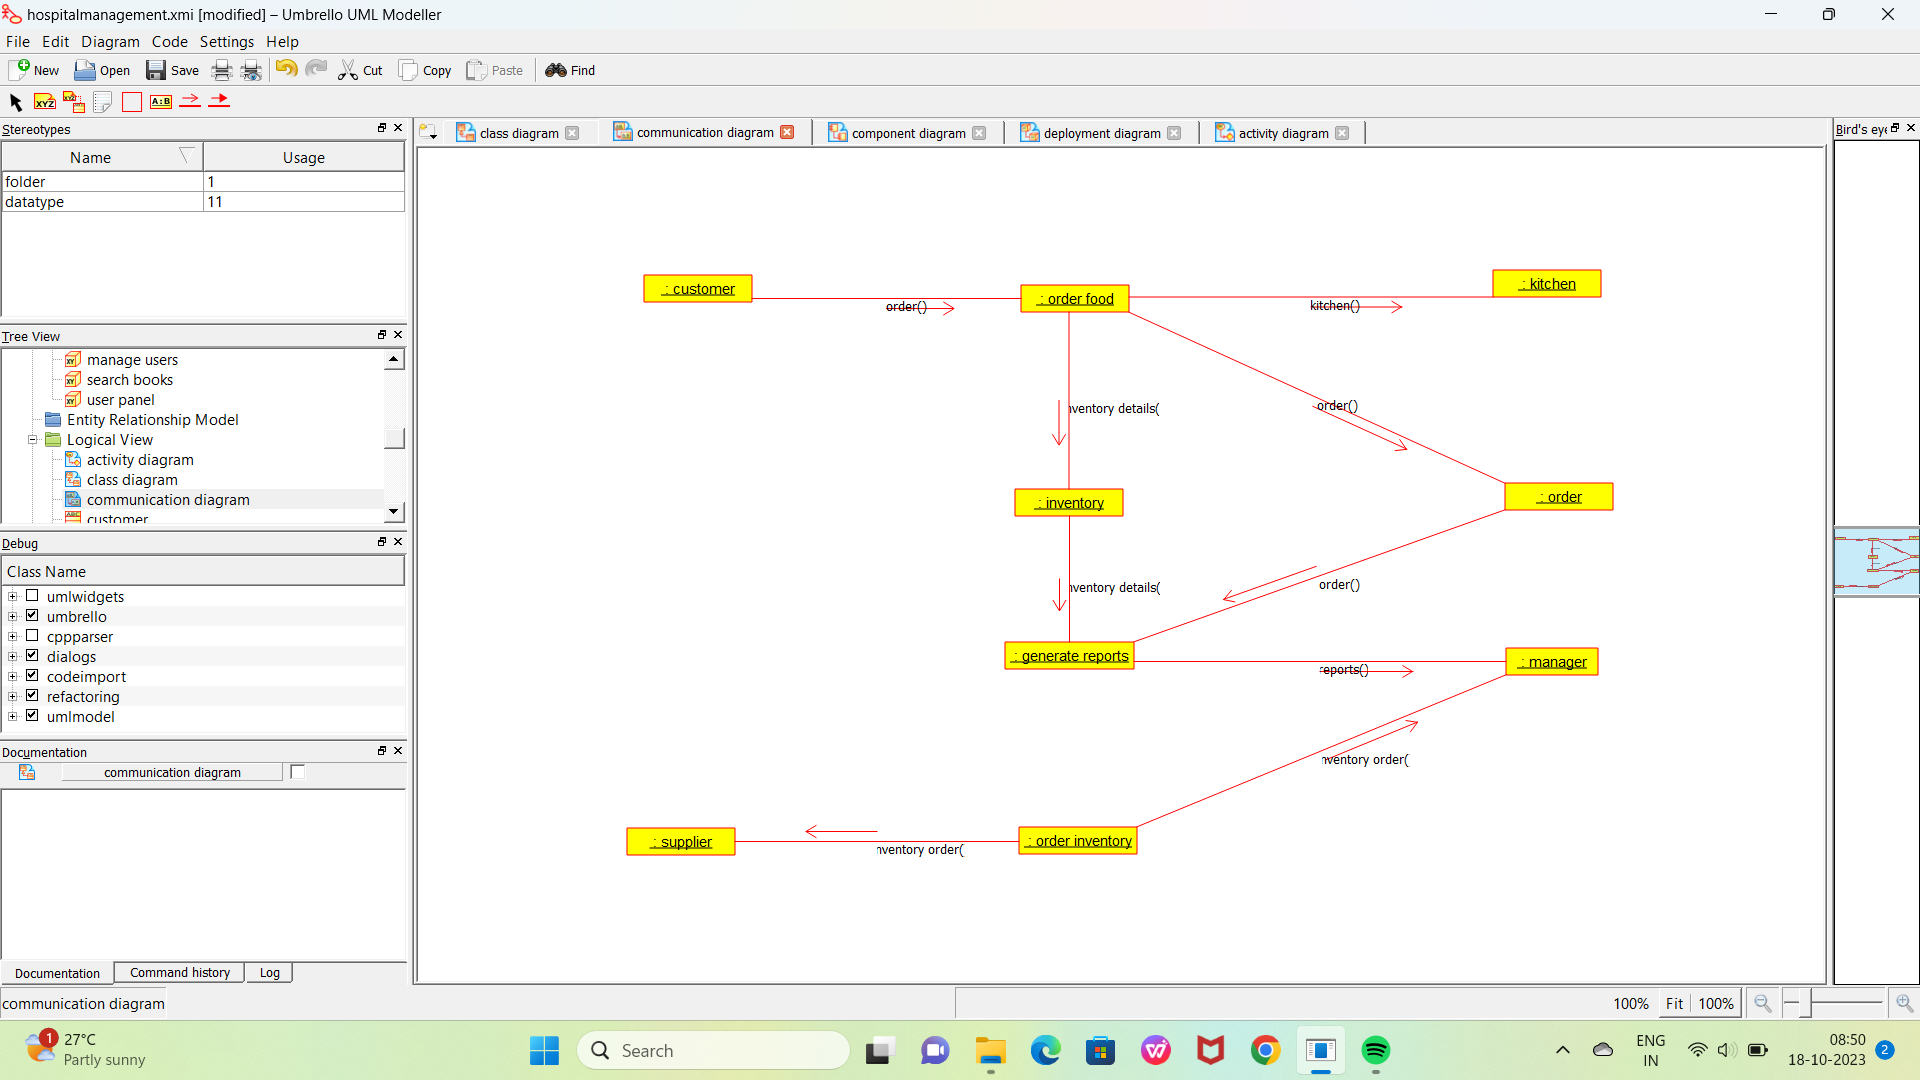 hospitalmanagement.xmi [modified] – Umbrello UML Modeller
File Edit Diagram Code Settings Help
New Open Save Cut Copy Paste Find
XYZ XYZ A:B
Stereotypes
Name Usage
folder 1
datatype 11
Tree View
manage users
search books
user panel
Entity Relationship Model
Logical View
activity diagram
class diagram
communication diagram
customer
Debug
Class Name
umlwidgets
umbrello
cppparser
dialogs
codeimport
refactoring
umlmodel
Documentation
communication diagram
Documentation Command history Log
class diagram communication diagram component diagram deployment diagram activity diagram
: customer
order()
: order food
kitchen()
: kitchen
nventory details(
order()
: inventory
: order
nventory details(
order()
: generate reports
reports()
: manager
nventory order(
: supplier
nventory order(
: order inventory
Bird's eye
communication diagram
100% Fit 100%
1
27°C
Partly sunny
Search
ENG
IN
08:50
18-10-2023
2